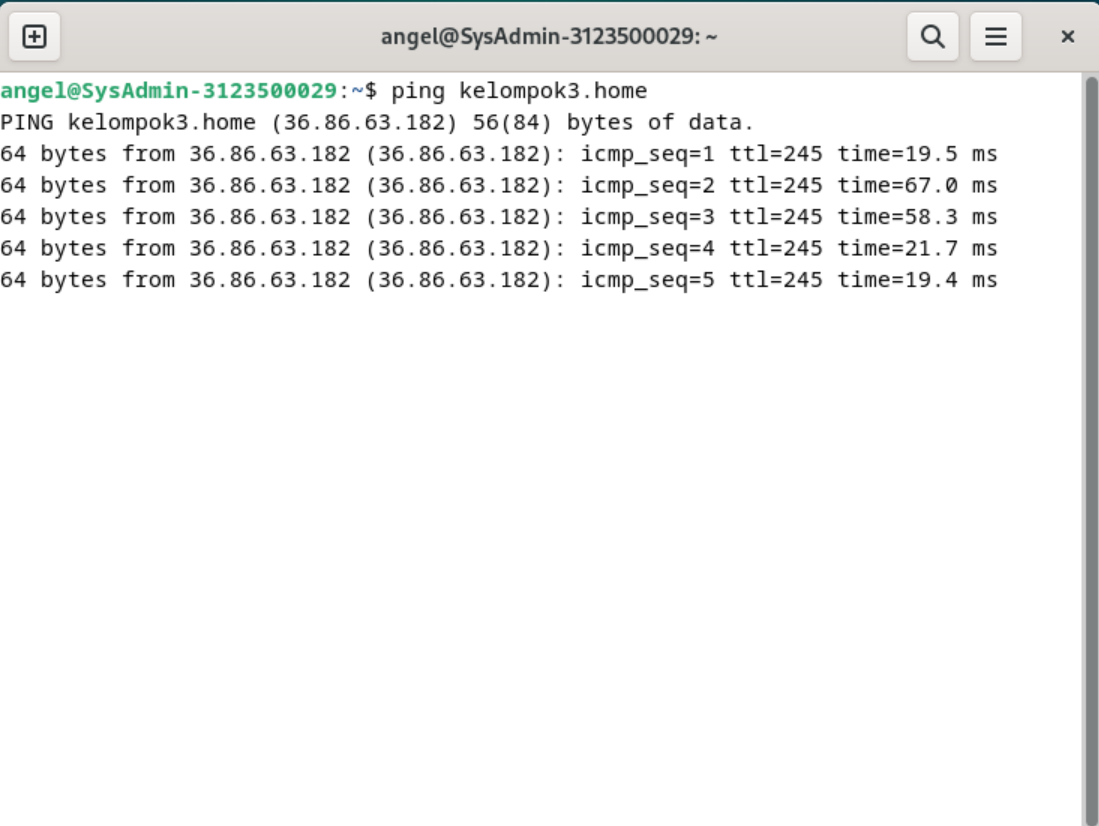 angel@SysAdmin-3123500029: ~
angel@SysAdmin-3123500029:~$ ping kelompok3.home
PING kelompok3.home (36.86.63.182) 56(84) bytes of data.
64 bytes from 36.86.63.182 (36.86.63.182): icmp_seq=1 ttl=245 time=19.5 ms
64 bytes from 36.86.63.182 (36.86.63.182): icmp_seq=2 ttl=245 time=67.0 ms
64 bytes from 36.86.63.182 (36.86.63.182): icmp_seq=3 ttl=245 time=58.3 ms
64 bytes from 36.86.63.182 (36.86.63.182): icmp_seq=4 ttl=245 time=21.7 ms
64 bytes from 36.86.63.182 (36.86.63.182): icmp_seq=5 ttl=245 time=19.4 ms